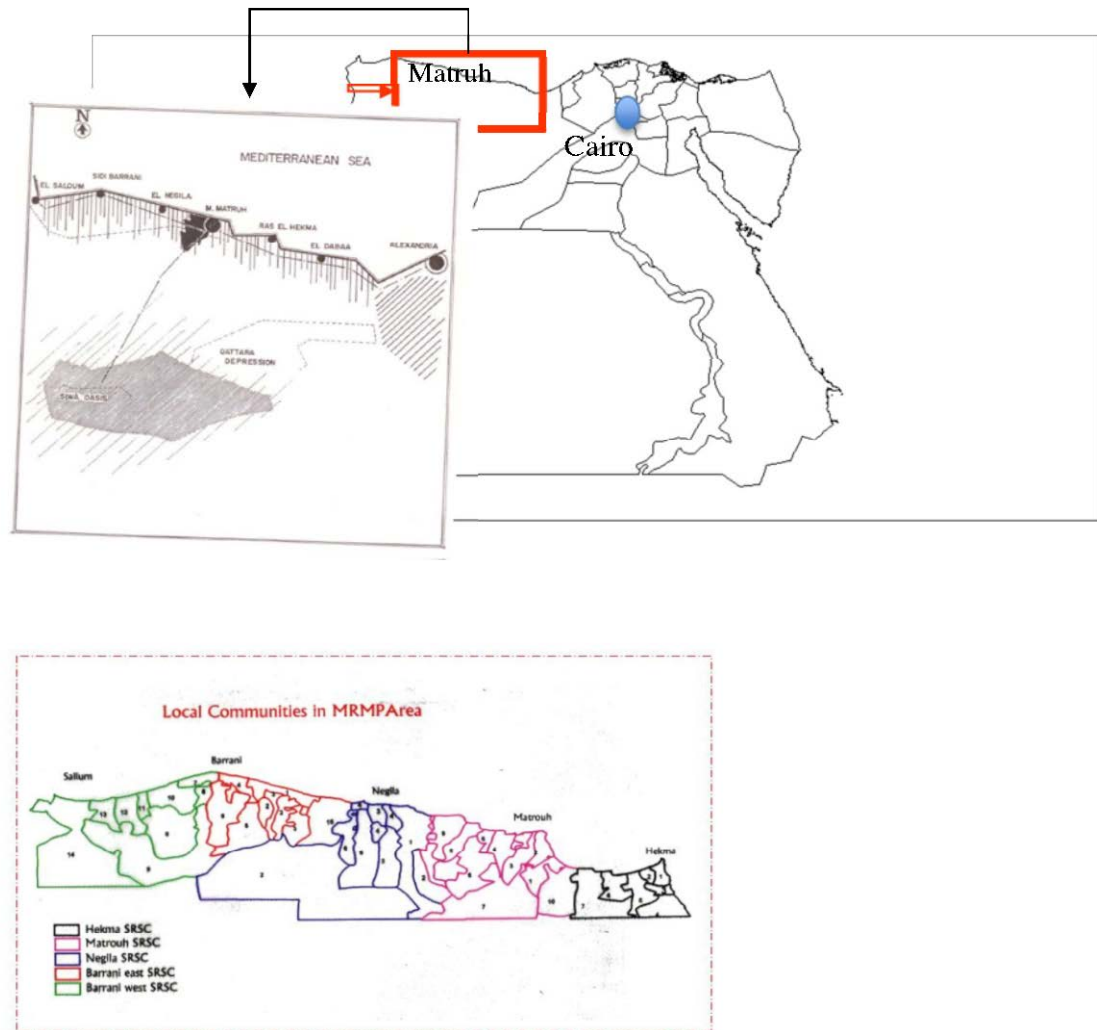 Matruh
Cairo
N
MEDITERRANEAN SEA
EL SALOUM
SIDI BARRANI
EL NEGILA
M. MATRUH
RAS EL HEKMA
EL DABAA
ALEXANDRIA
QATTARA
DEPRESSION
SIWA OASIS
Local Communities in MRMPArea
Sallum
Barrani
Negila
Matrouh
Hekma
Hekma SRSC
Matrouh SRSC
Negila SRSC
Barrani east SRSC
Barrani west SRSC